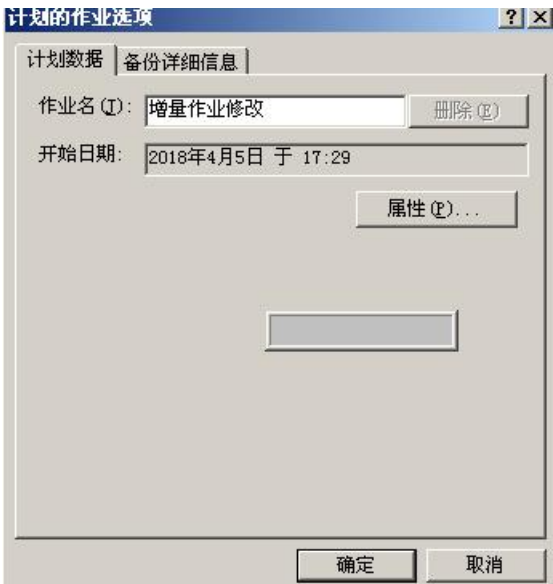 计划的作业选项
计划数据 备份详细信息
作业名(J): 增量作业修改 删除(E)
开始日期: 2018年4月5日 于 17:29
属性(P)...
确定 取消